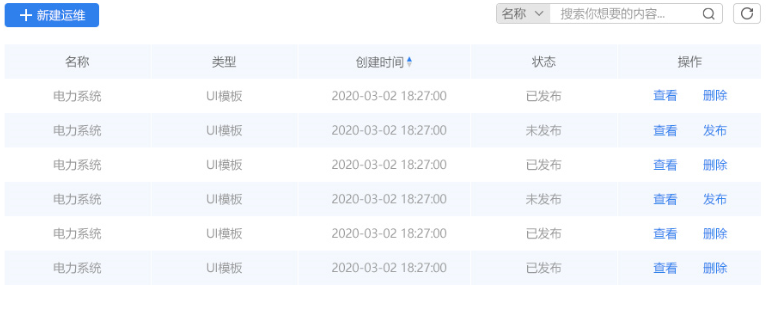 新建运维 名称 搜索你想要的内容...
名称 类型 创建时间 状态 操作
电力系统 UI模板 2020-03-02 18:27:00 已发布 查看 删除
电力系统 UI模板 2020-03-02 18:27:00 未发布 查看 发布
电力系统 UI模板 2020-03-02 18:27:00 已发布 查看 删除
电力系统 UI模板 2020-03-02 18:27:00 未发布 查看 发布
电力系统 UI模板 2020-03-02 18:27:00 已发布 查看 删除
电力系统 UI模板 2020-03-02 18:27:00 已发布 查看 删除